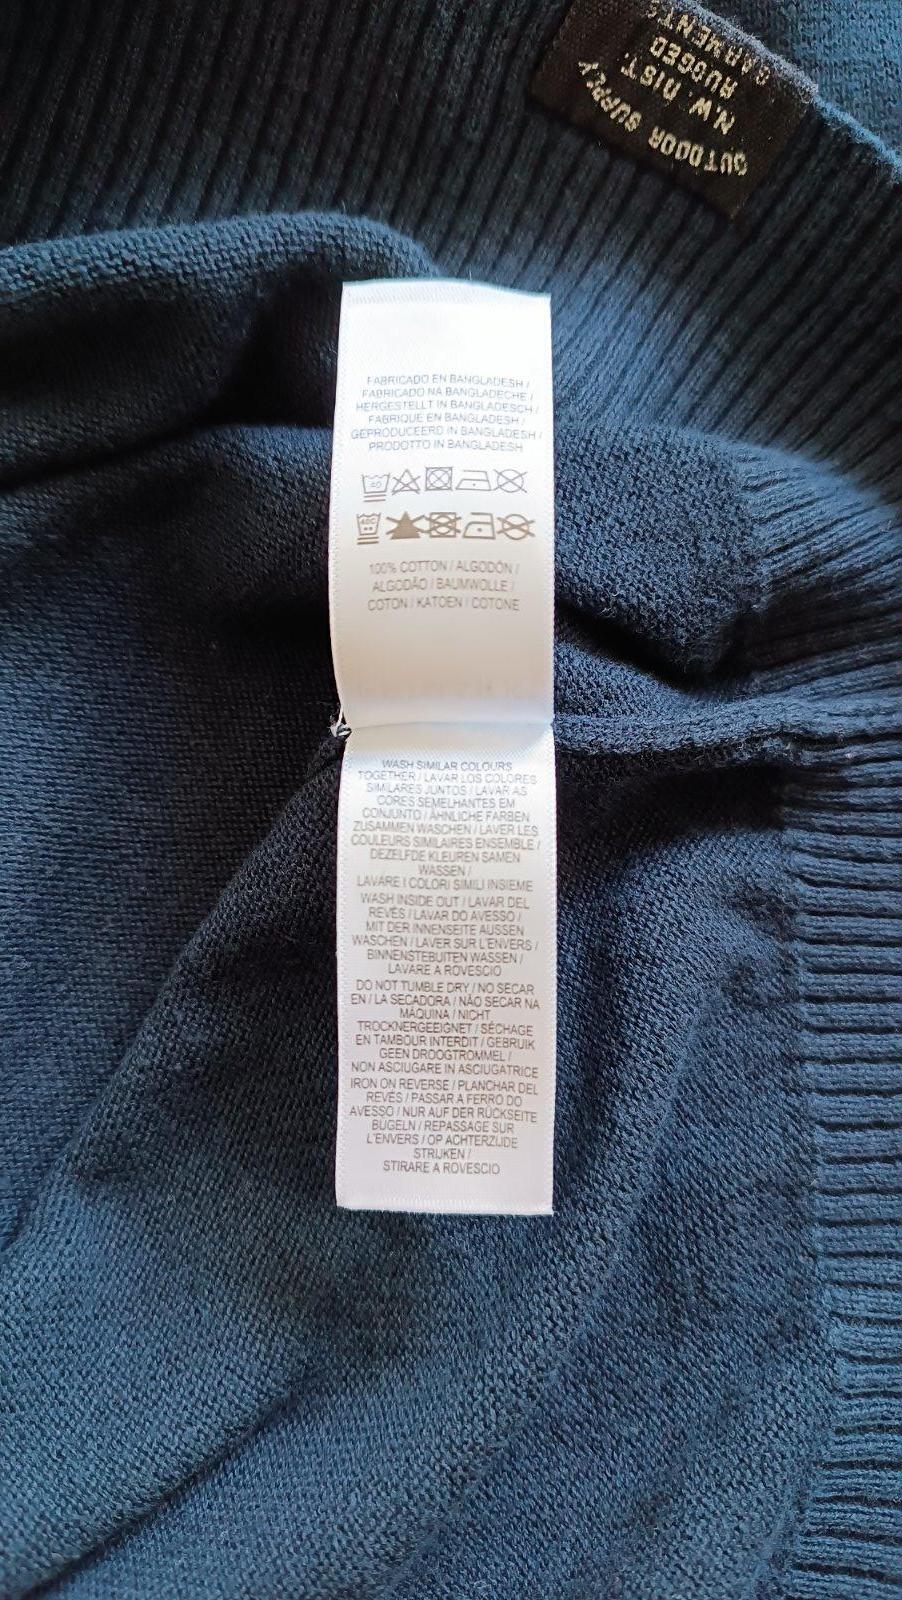 OUTDOOR SUPPLY
N.W. DIST.
RUGGED
GARMENTS
FABRICADO EN BANGLADESH /
FABRICADO NA BANGLADECHE /
HERGESTELLT IN BANGLADESCH /
FABRIQUE EN BANGLADESH /
GEPRODUCEERD IN BANGLADESH /
PRODOTTO IN BANGLADESH
40
40C
100% COTTON / ALGODÓN /
ALGODÃO / BAUMWOLLE /
COTON / KATOEN / COTONE
WASH SIMILAR COLOURS
TOGETHER / LAVAR LOS COLORES
SIMILARES JUNTOS / LAVAR AS
CORES SEMELHANTES EM
CONJUNTO / ÄHNLICHE FARBEN
ZUSAMMEN WASCHEN / LAVER LES
COULEURS SIMILAIRES ENSEMBLE /
DEZELFDE KLEUREN SAMEN
WASSEN /
LAVARE I COLORI SIMILI INSIEME
WASH INSIDE OUT / LAVAR DEL
REVÉS / LAVAR DO AVESSO /
MIT DER INNENSEITE AUSSEN
WASCHEN / LAVER SUR L'ENVERS /
BINNENSTEBUITEN WASSEN /
LAVARE A ROVESCIO
DO NOT TUMBLE DRY / NO SECAR
EN / LA SECADORA / NÃO SECAR NA
MÁQUINA / NICHT
TROCKNERGEEIGNET / SÉCHAGE
EN TAMBOUR INTERDIT / GEBRUIK
GEEN DROOGTROMMEL /
NON ASCIUGARE IN ASCIUGATRICE
IRON ON REVERSE / PLANCHAR DEL
REVÉS / PASSAR A FERRO DO
AVESSO / NUR AUF DER RÜCKSEITE
BÜGELN / REPASSAGE SUR
L'ENVERS / OP ACHTERZIJDE
STRIJKEN /
STIRARE A ROVESCIO